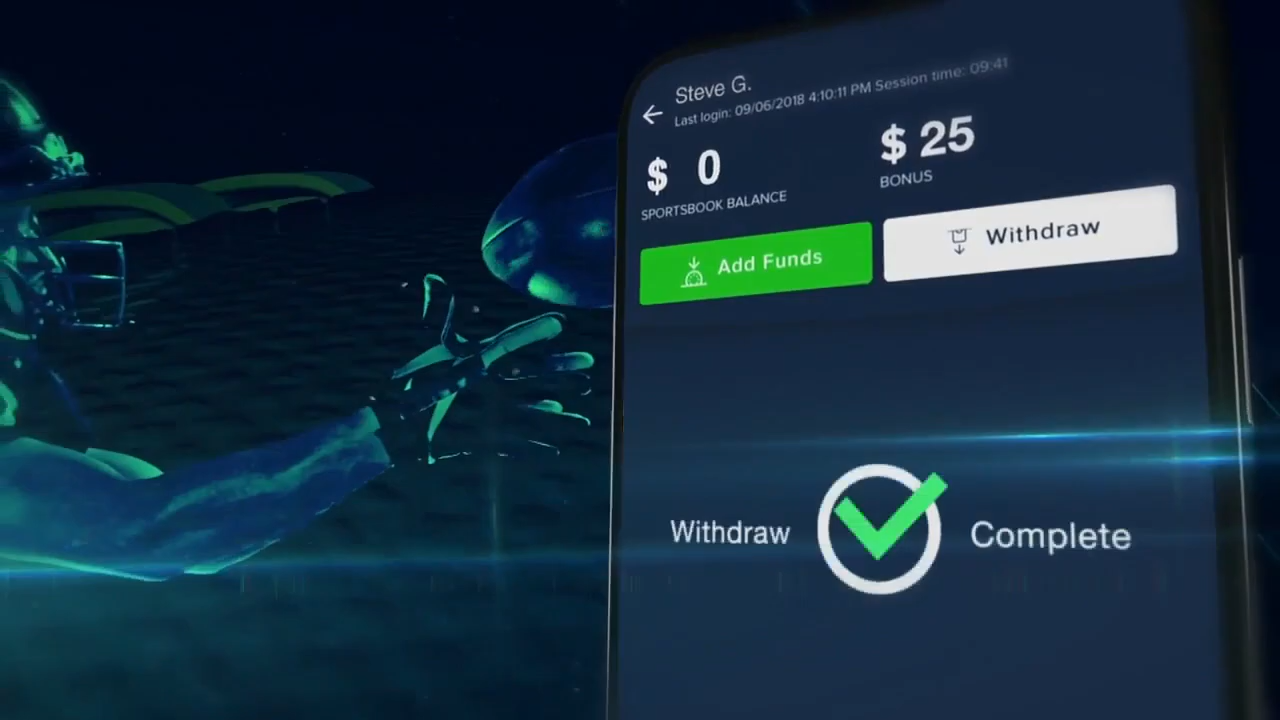 Steve G.
Last login: 09/06/2018 4:10:11 PM Session time: 09:41
$ 0
SPORTSBOOK BALANCE
$ 25
BONUS
Add Funds
Withdraw
Withdraw
Complete